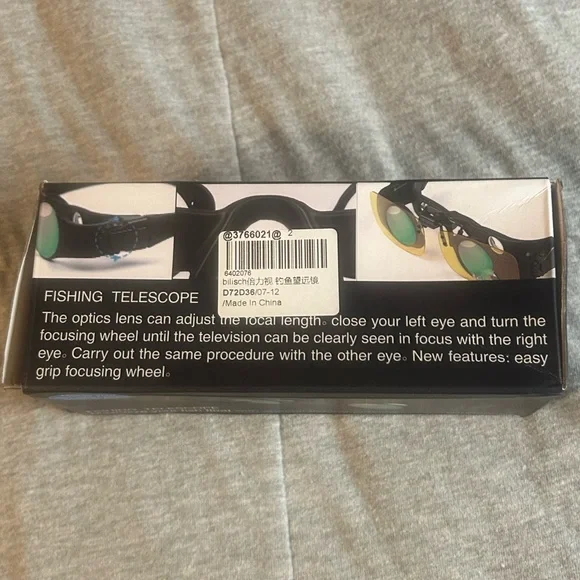 @3766021@ 2
6402076
bilisch倍力视 钓鱼望远镜
D72D36/07-12
/Made In China
FISHING TELESCOPE
The optics lens can adjust the focal length。close your left eye and turn the
focusing wheel until the television can be clearly seen in focus with the right
eye。Carry out the same procedure with the other eye。New features: easy
grip focusing wheel。